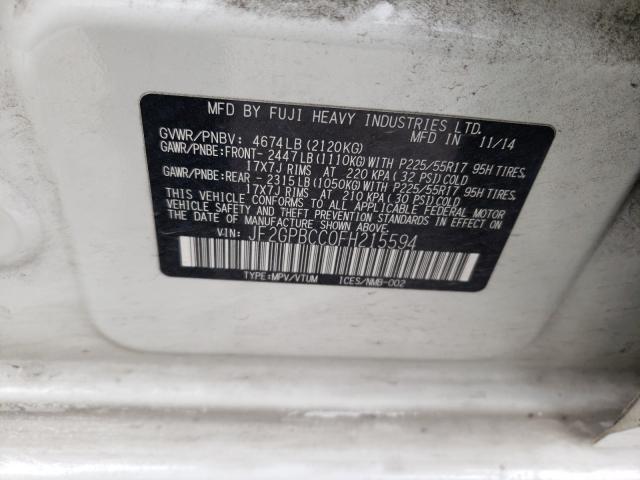 MFD BY FUJI HEAVY INDUSTRIES LTD.
MFD IN 11/14
GVWR/PNBV: 4674LB(2120KG)
GAWR/PNBE:FRONT-2447LB(1110KG)WITH P225/55R17 95H TIRES,
17X7J RIMS AT 220 KPA(32 PSI)COLD
GAWR/PNBE:REAR -2315LB(1050KG)WITH P225/55R17 95H TIRES,
17X7J RIMS AT 210 KPA(30 PSI)COLD
THIS VEHICLE CONFORMS TO ALL APPLICABLE FEDERAL MOTOR
VEHICLE SAFETY AND THEFT PREVENTION STANDARDS IN EFFECT ON
THE DATE OF MANUFACTURE SHOWN ABOVE.
VIN: JF2GPBCC0FH215594
TYPE:MPV/VTUM ICES/NMB-002